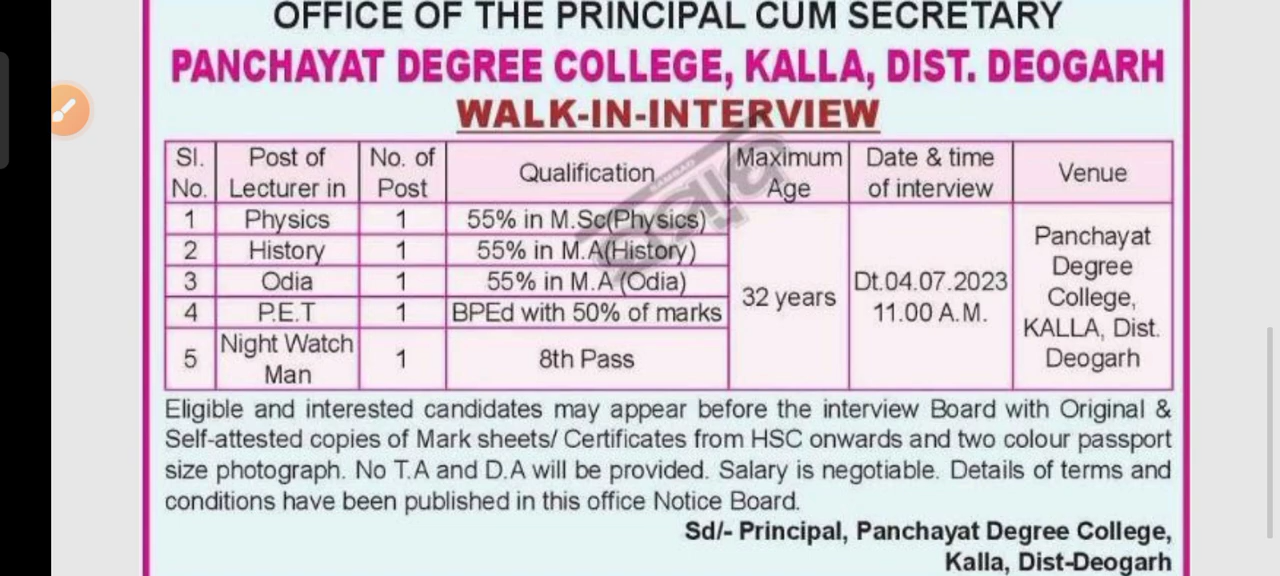 OFFICE OF THE PRINCIPAL CUM SECRETARY
PANCHAYAT DEGREE COLLEGE, KALLA, DIST. DEOGARH
WALK-IN-INTERVIEW
Sl. No. Post of Lecturer in No. of Post Qualification Maximum Age Date & time of interview Venue
1 Physics 1 55% in M.Sc(Physics)
2 History 1 55% in M.A(History)
3 Odia 1 55% in M.A (Odia)
4 P.E.T 1 BPEd with 50% of marks
5 Night Watch Man 1 8th Pass
32 years
Dt.04.07.2023
11.00 A.M.
Panchayat
Degree
College,
KALLA, Dist.
Deogarh
Eligible and interested candidates may appear before the interview Board with Original &
Self-attested copies of Mark sheets/ Certificates from HSC onwards and two colour passport
size photograph. No T.A and D.A will be provided. Salary is negotiable. Details of terms and
conditions have been published in this office Notice Board.
Sd/- Principal, Panchayat Degree College,
Kalla, Dist-Deogarh